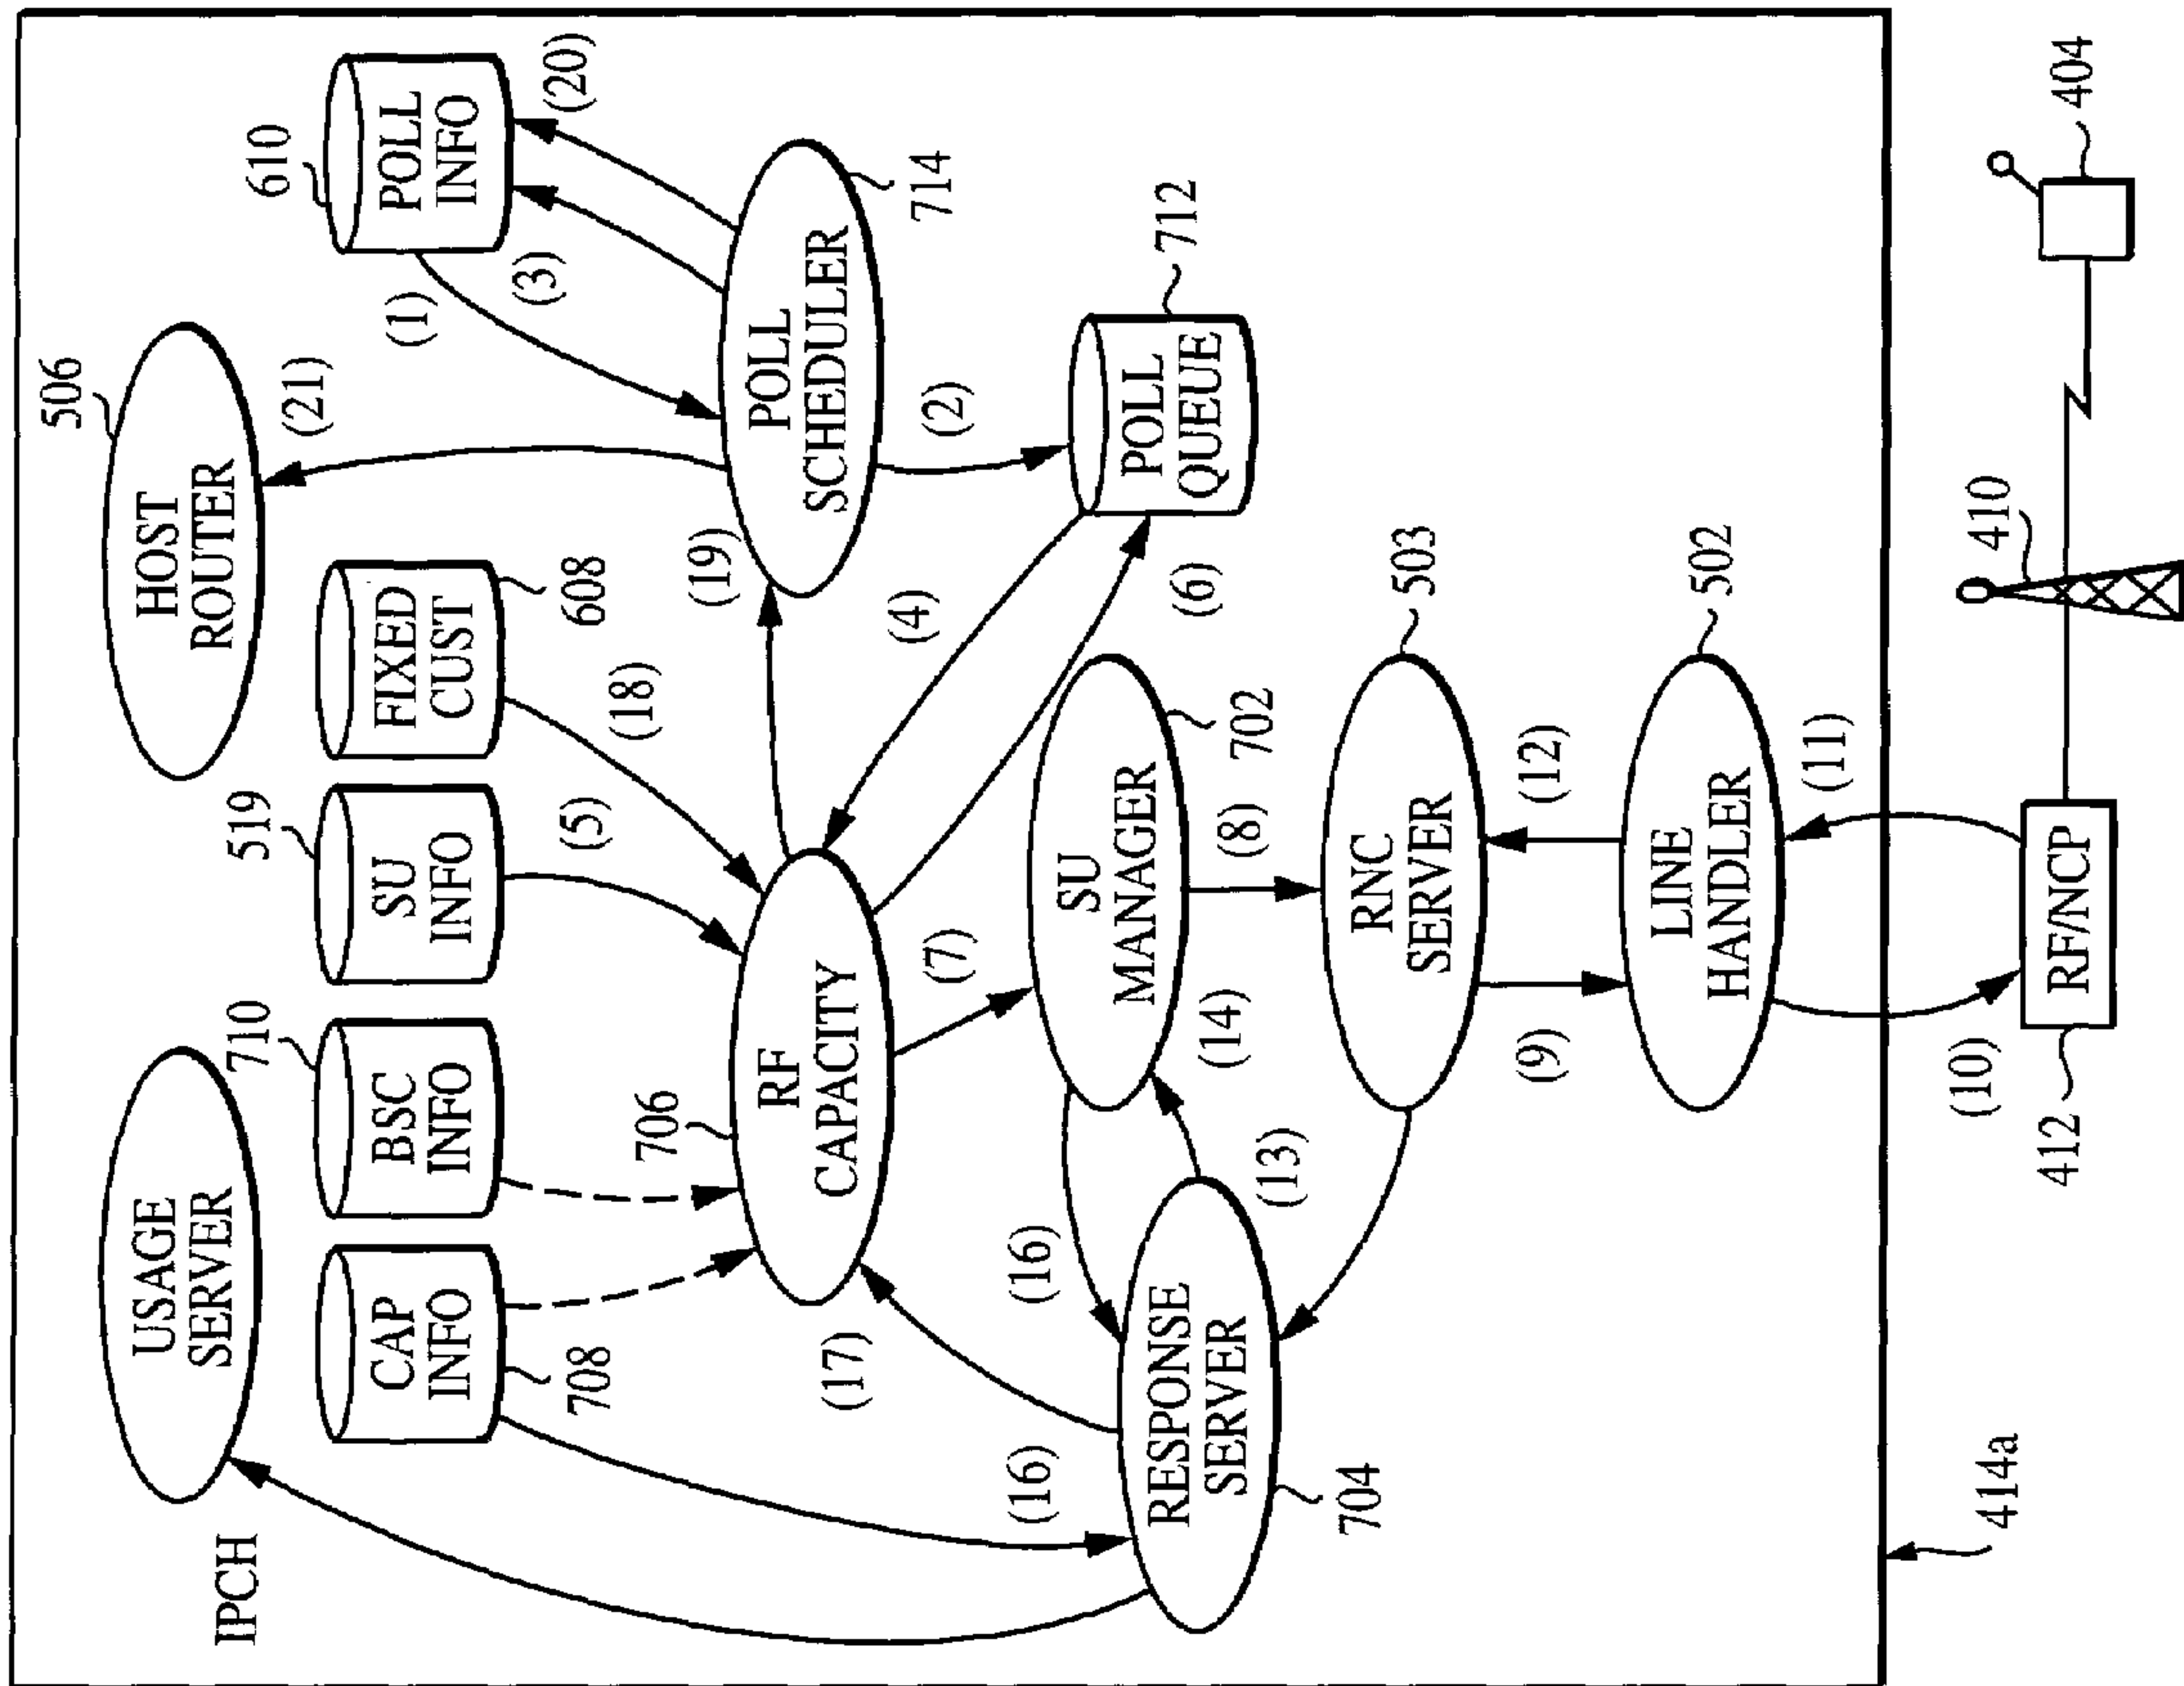 IPCH
USAGE
SERVER
HOST
ROUTER
506
(21)
CAP
INFO
708
BSC
INFO
710
SU
INFO
519
FIXED
CUST
608
POLL
INFO
610
(1)
(3)
(20)
(5)
(18)
(19)
706
RF
CAPACITY
POLL
SCHEDULER
714
(17)
(7)
(4)
(2)
(6)
(16)
(16)
RESPONSE
SERVER
704
SU
MANAGER
702
POLL
QUEUE
712
(14)
(13)
(8)
RNC
SERVER
503
(9)
(12)
LINE
HANDLER
502
(10)
(11)
414a
412
RF/NCP
410
404